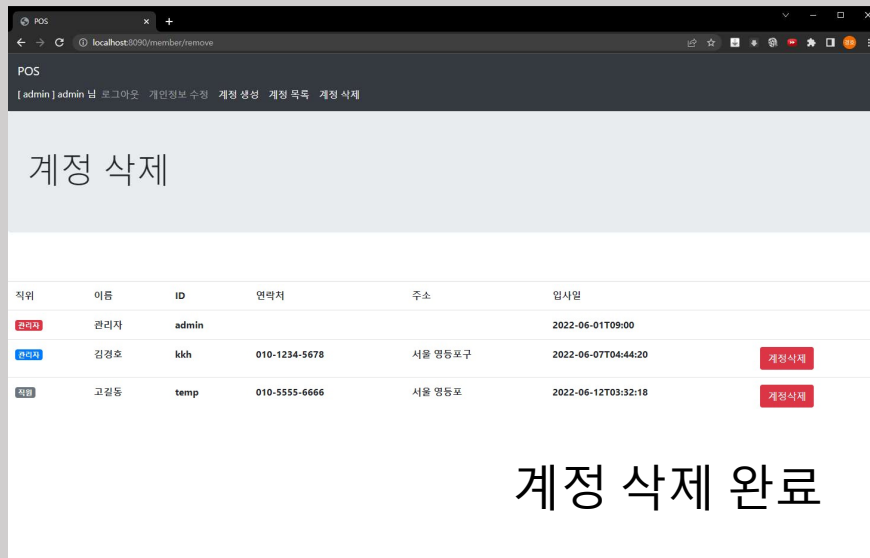 POS
localhost:8090/member/remove
POS
[ admin ] admin 님 로그아웃 개인정보 수정 계정 생성 계정 목록 계정 삭제
계정 삭제
직위 이름 ID 연락처 주소 입사일
관리자 관리자 admin 2022-06-01T09:00
관리자 김경호 kkh 010-1234-5678 서울 영등포구 2022-06-07T04:44:20 계정삭제
직원 고길동 temp 010-5555-6666 서울 영등포 2022-06-12T03:32:18 계정삭제
계정 삭제 완료